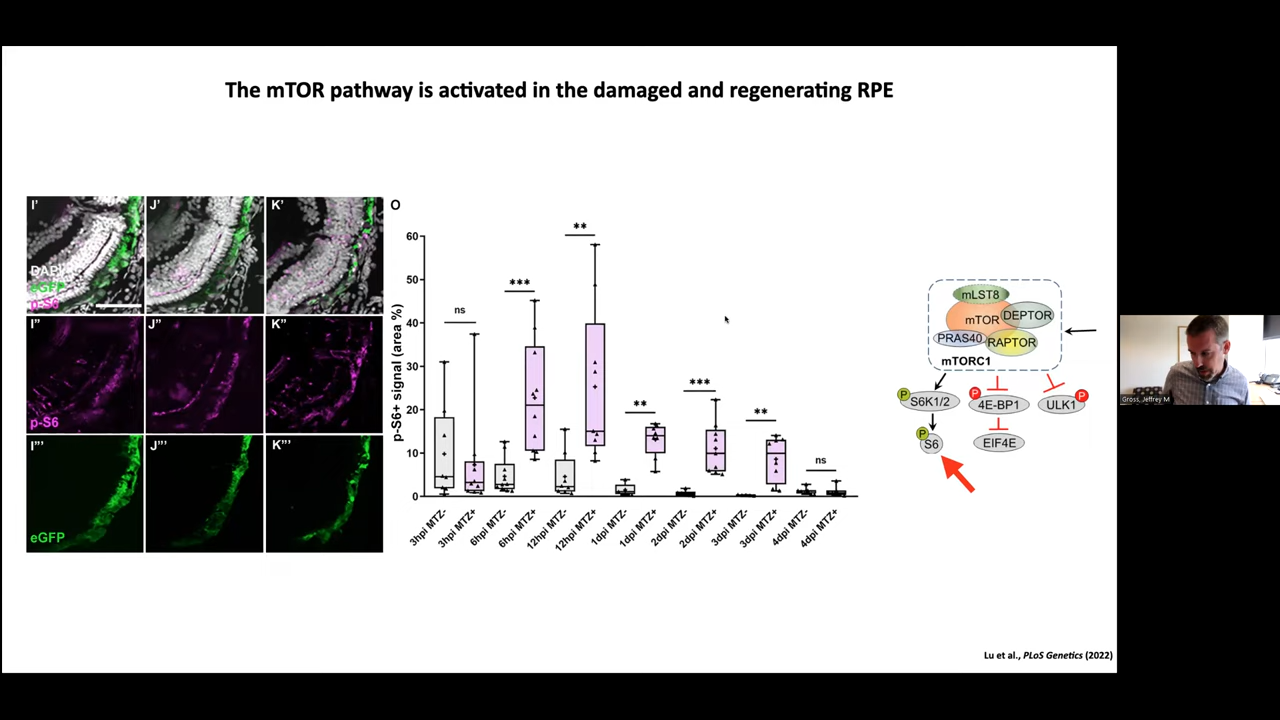 The mTOR pathway is activated in the damaged and regenerating RPE
I'
J'
K'
DAPI
eGFP
p-S6
I''
J''
K''
p-S6
I'''
J'''
K'''
eGFP
O
p-S6+ signal (area %)
60
50
40
30
20
10
0
ns
***
**
**
***
**
ns
3hpi MTZ-
3hpi MTZ+
6hpi MTZ-
6hpi MTZ+
12hpi MTZ-
12hpi MTZ+
1dpi MTZ-
1dpi MTZ+
2dpi MTZ-
2dpi MTZ+
3dpi MTZ-
3dpi MTZ+
4dpi MTZ-
4dpi MTZ+
mLST8
mTOR
DEPTOR
PRAS40
RAPTOR
mTORC1
P
S6K1/2
P
4E-BP1
P
ULK1
P
S6
EIF4E
Gross, Jeffrey M
Lu et al., PLoS Genetics (2022)